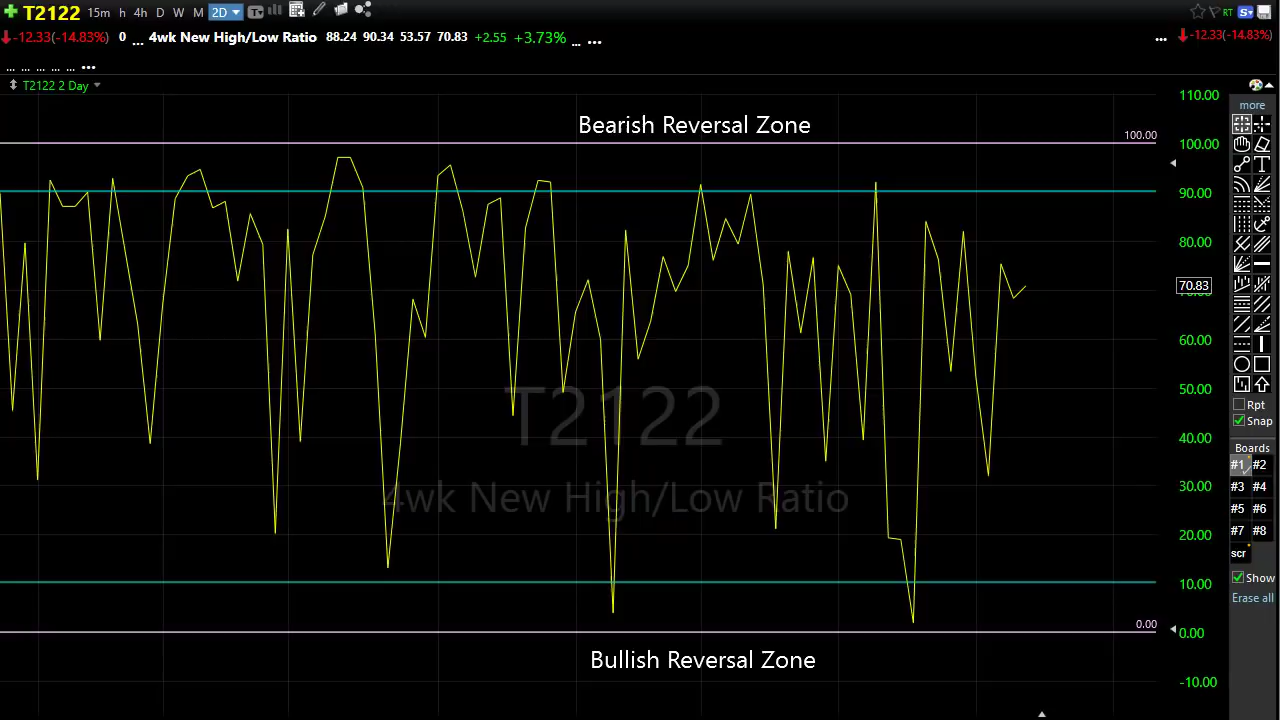 T2122 15m h 4h D W M 2D T RT S
-12.33(-14.83%) 0 ... 4wk New High/Low Ratio 88.24 90.34 53.57 70.83 +2.55 +3.73% ... ... ... -12.33(-14.83%)
... ... ... ... ... ...
T2122 2 Day
more
110.00
Bearish Reversal Zone
100.00
100.00
90.00
80.00
70.83
60.00
50.00
40.00
30.00
20.00
10.00
0.00
0.00
-10.00
T2122
4wk New High/Low Ratio
Bullish Reversal Zone
Rpt
Snap
Boards
#1 #2
#3 #4
#5 #6
#7 #8
scr
Show
Erase all